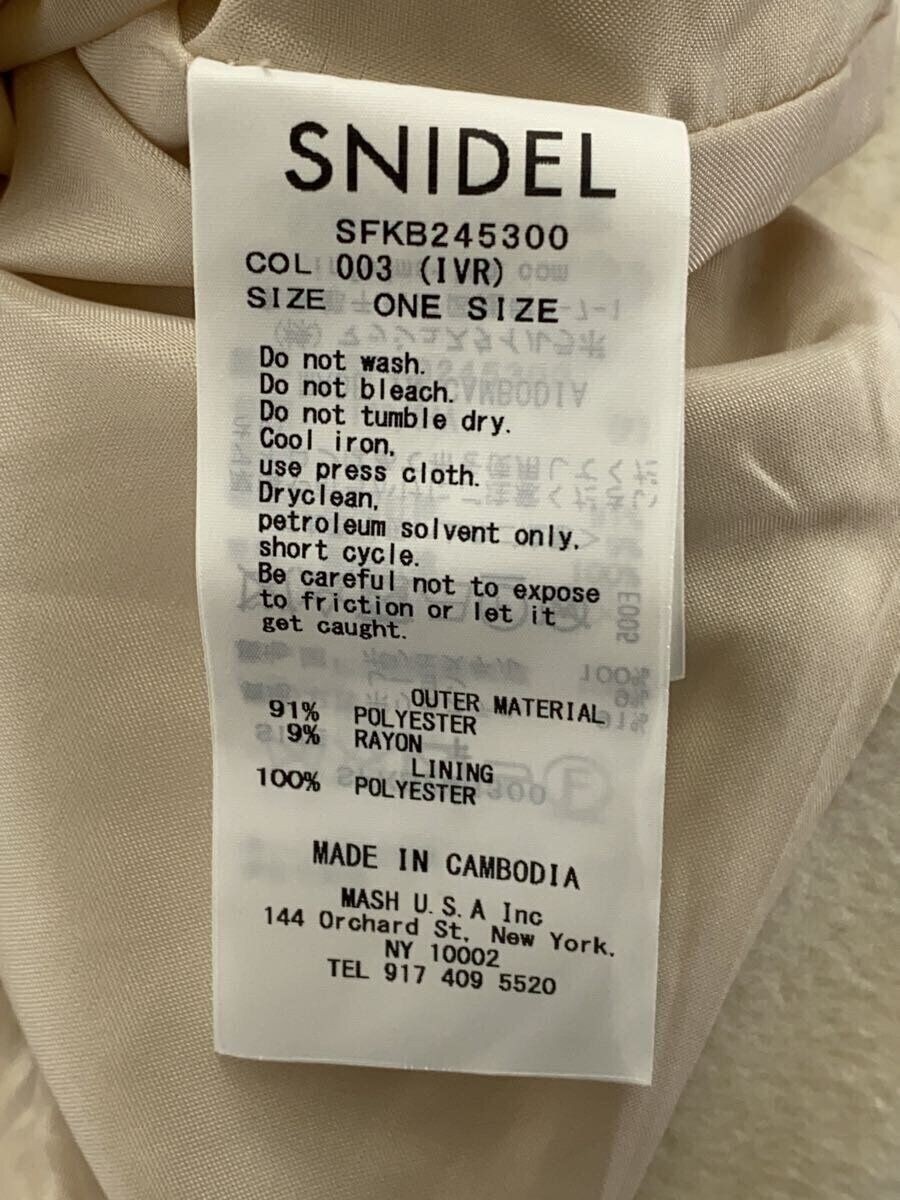 SNIDEL
SFKB245300
COL 003 (IVR)
SIZE ONE SIZE
Do not wash.
Do not bleach.
Do not tumble dry.
Cool iron,
use press cloth.
Dryclean,
petroleum solvent only,
short cycle.
Be careful not to expose
to friction or let it
get caught.
OUTER MATERIAL
91% POLYESTER
9% RAYON
LINING
100% POLYESTER
MADE IN CAMBODIA
MASH U.S.A Inc
144 Orchard St, New York.
NY 10002
TEL 917 409 5520